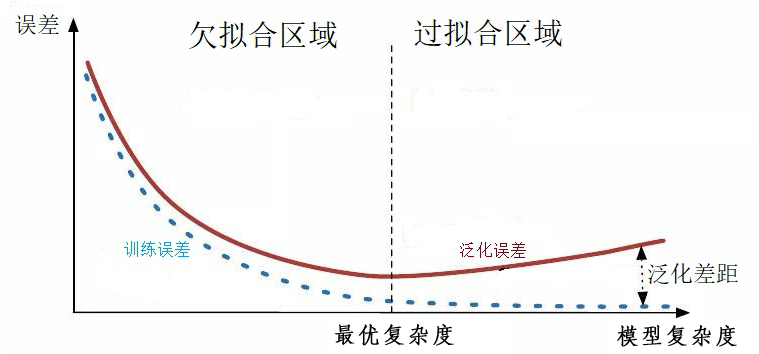 误差
欠拟合区域
过拟合区域
训练误差
泛化误差
泛化差距
最优复杂度
模型复杂度